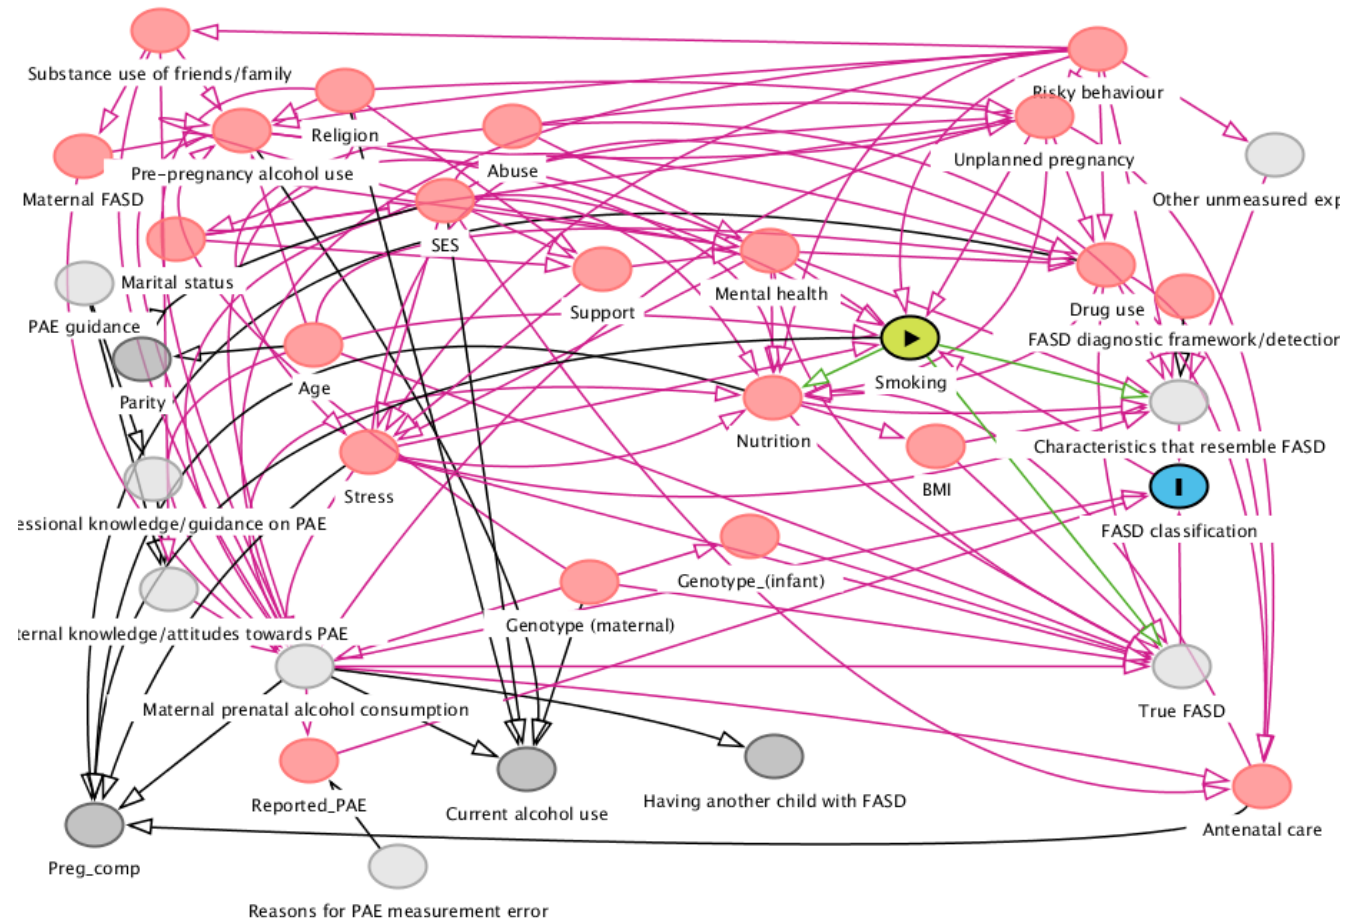 Substance use of friends/family
Risky behaviour
Religion
Pre-pregnancy alcohol use
Abuse
Unplanned pregnancy
Maternal FASD
Other unmeasured exp
SES
Marital status
Mental health
Support
Drug use
PAE guidance
FASD diagnostic framework/detection
Age
Smoking
Parity
Nutrition
Characteristics that resemble FASD
Stress
BMI
essional knowledge/guidance on PAE
FASD classification
Genotype_(infant)
Genotype (maternal)
ternal knowledge/attitudes towards PAE
Maternal prenatal alcohol consumption
True FASD
Reported_PAE
Current alcohol use
Having another child with FASD
Antenatal care
Preg_comp
Reasons for PAE measurement error